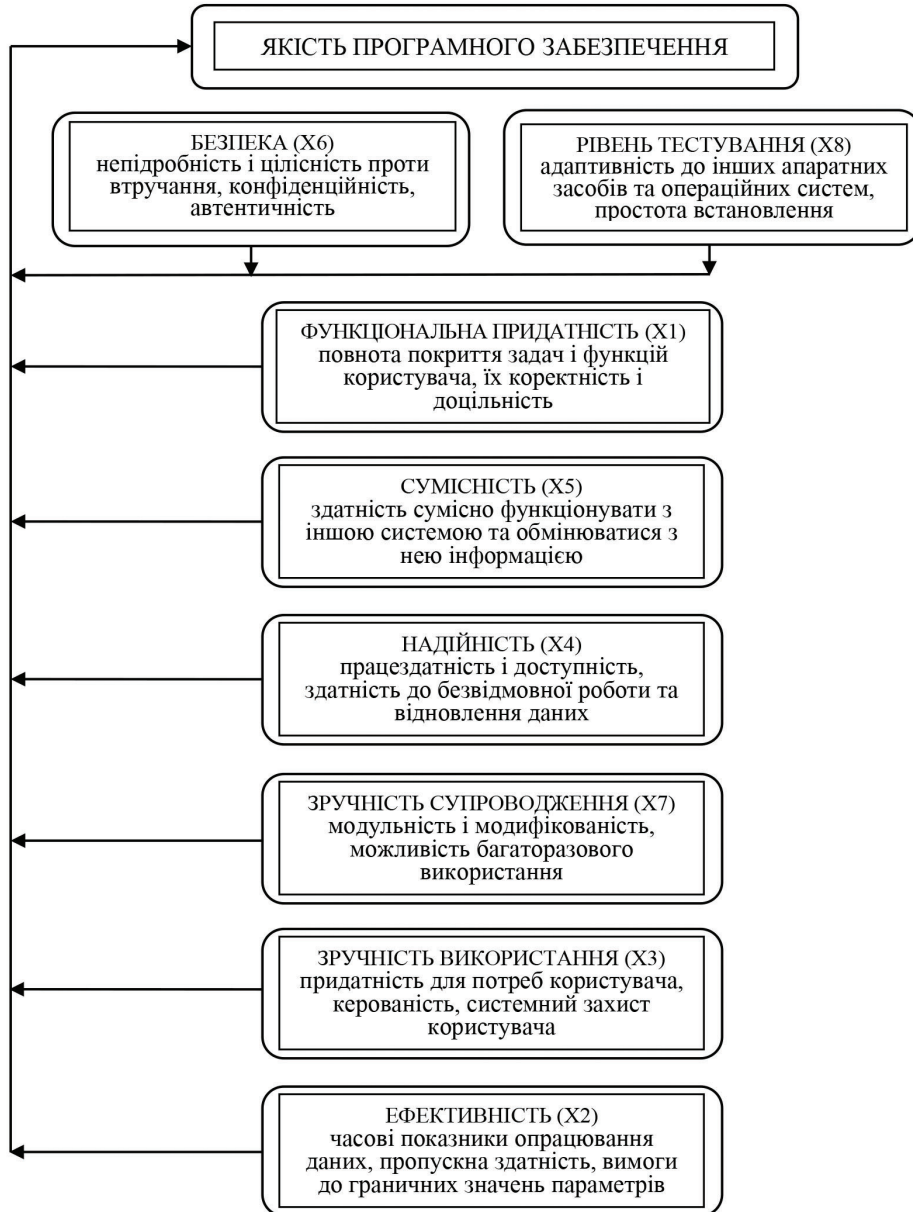 ЯКІСТЬ ПРОГРАМНОГО ЗАБЕЗПЕЧЕННЯ
БЕЗПЕКА (X6)
непідробність і цілісність проти
втручання, конфіденційність,
автентичність
РІВЕНЬ ТЕСТУВАННЯ (X8)
адаптивність до інших апаратних
засобів та операційних систем,
простота встановлення
ФУНКЦІОНАЛЬНА ПРИДАТНІСТЬ (X1)
повнота покриття задач і функцій
користувача, їх коректність і
доцільність
СУМІСНІСТЬ (X5)
здатність сумісно функціонувати з
іншою системою та обмінюватися з
нею інформацією
НАДІЙНІСТЬ (X4)
працездатність і доступність,
здатність до безвідмовної роботи та
відновлення даних
ЗРУЧНІСТЬ СУПРОВОДЖЕННЯ (X7)
модульність і модифікованість,
можливість багаторазового
використання
ЗРУЧНІСТЬ ВИКОРИСТАННЯ (X3)
придатність для потреб користувача,
керованість, системний захист
користувача
ЕФЕКТИВНІСТЬ (X2)
часові показники опрацювання
даних, пропускна здатність, вимоги
до граничних значень параметрів